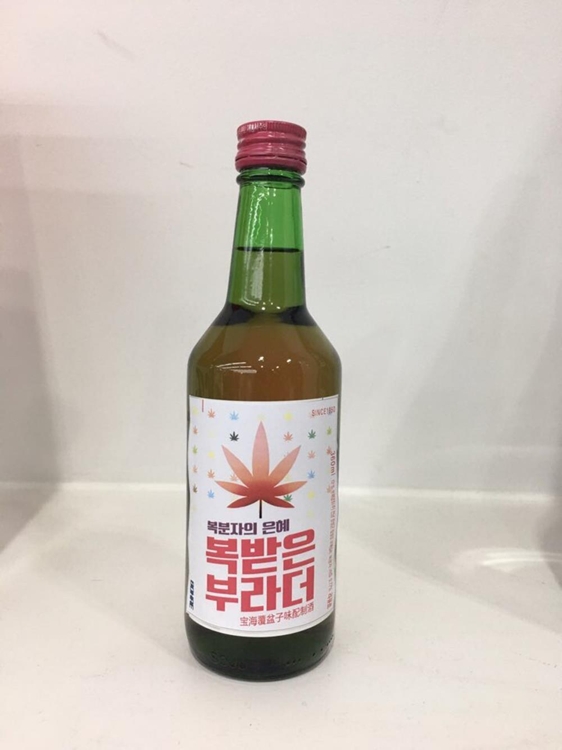 360ml
복분자의 은혜
복받은
부라더
宝海覆盆子味配制酒